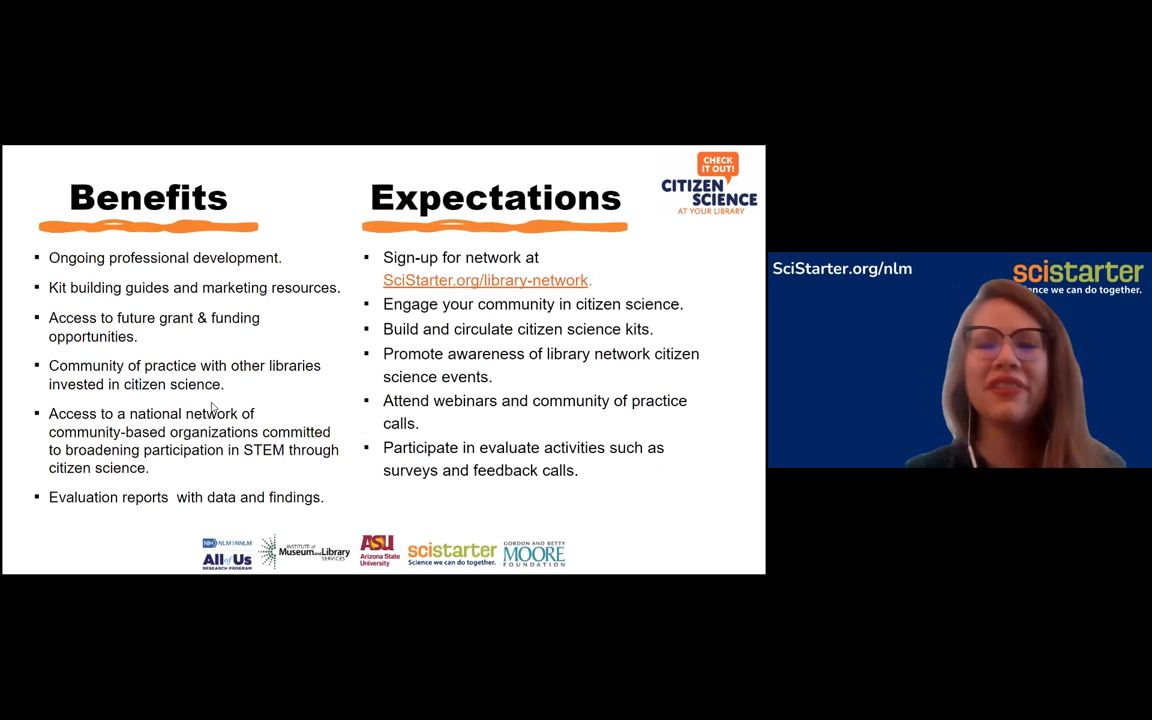 CHECK
IT OUT!
CITIZEN
SCIENCE
AT YOUR LIBRARY
Benefits
Ongoing professional development.
Kit building guides and marketing resources.
Access to future grant & funding
opportunities.
Community of practice with other libraries
invested in citizen science.
Access to a national network of
community-based organizations committed
to broadening participation in STEM through
citizen science.
Evaluation reports with data and findings.
Expectations
Sign-up for network at
SciStarter.org/library-network.
Engage your community in citizen science.
Build and circulate citizen science kits.
Promote awareness of library network citizen
science events.
Attend webinars and community of practice
calls.
Participate in evaluate activities such as
surveys and feedback calls.
NIH NLM NNLM
All of Us
RESEARCH PROGRAM
INSTITUTE of
Museum and Library
SERVICES
ASU
Arizona State
University
scistarter
Science we can do together.
GORDON AND BETTY
MOORE
FOUNDATION
SciStarter.org/nlm
scistarter
ence we can do together.